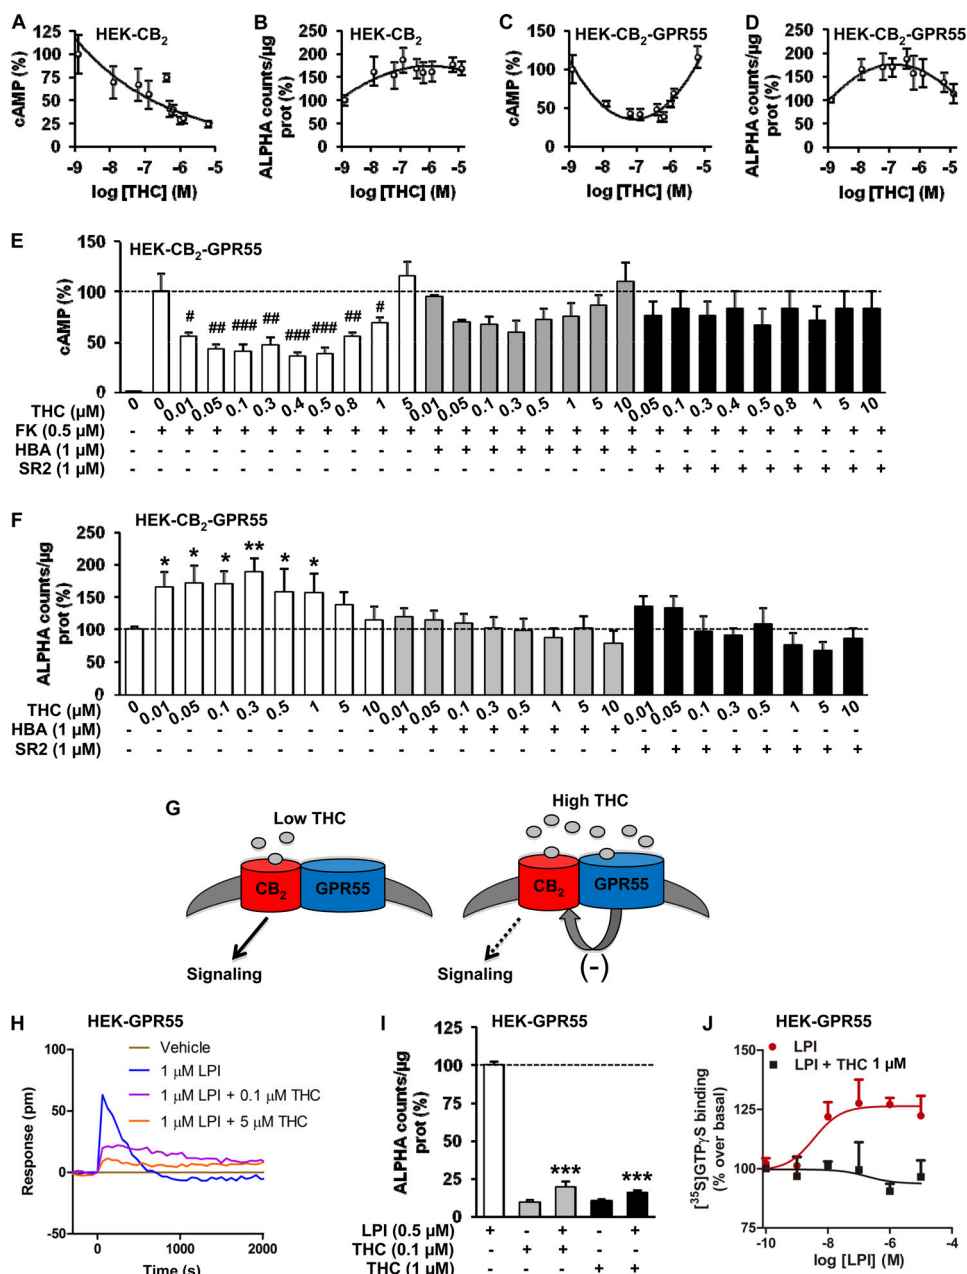 A
HEK-CB2
cAMP (%)
125
100
75
50
25
0
-9 -8 -7 -6 -5
log [THC] (M)
B
HEK-CB2
ALPHA counts/µg
prot (%)
250
200
150
100
50
0
-9 -8 -7 -6 -5
log [THC] (M)
C
HEK-CB2-GPR55
cAMP (%)
150
100
50
0
-9 -8 -7 -6 -5
log [THC] (M)
D
HEK-CB2-GPR55
ALPHA counts/µg
prot (%)
250
200
150
100
50
0
-9 -8 -7 -6 -5
log [THC] (M)
E
HEK-CB2-GPR55
cAMP (%)
150
100
50
0
# ## ### ## ### ### ## #
THC (µM) 0 0 0.01 0.05 0.1 0.3 0.4 0.5 0.8 1 5 0.01 0.05 0.1 0.3 0.5 1 5 10 0.05 0.1 0.3 0.4 0.5 0.8 1 5 10
FK (0.5 µM) - + + + + + + + + + + + + + + + + + + + + + + + + + + +
HBA (1 µM) - - - - - - - - - - - + + + + + + + + - - - - - - - - -
SR2 (1 µM) - - - - - - - - - - - - - - - - - - - + + + + + + + + +
F
HEK-CB2-GPR55
ALPHA counts/µg
prot (%)
250
200
150
100
50
0
* * * ** * *
THC (µM) 0 0.01 0.05 0.1 0.3 0.5 1 5 10 0.01 0.05 0.1 0.3 0.5 1 5 10 0.01 0.05 0.1 0.3 0.5 1 5 10
HBA (1 µM) - - - - - - - - - + + + + + + + + - - - - - - - -
SR2 (1 µM) - - - - - - - - - - - - - - - - - + + + + + + + +
G
Low THC
CB2
GPR55
Signaling
High THC
CB2
GPR55
Signaling
(-)
H
HEK-GPR55
Vehicle
1 µM LPI
1 µM LPI + 0.1 µM THC
1 µM LPI + 5 µM THC
Response (pm)
100
50
0
-50
0 1000 2000
Time (s)
I
HEK-GPR55
ALPHA counts/µg
prot (%)
125
100
75
50
25
0
*** ***
LPI (0.5 µM) + - + - +
THC (0.1 µM) - + + - -
THC (1 µM) - - - + +
J
HEK-GPR55
LPI
LPI + THC 1 µM
[35S]GTPγS binding
(% over basal)
150
125
100
75
-10 -8 -6 -4
log [LPI] (M)